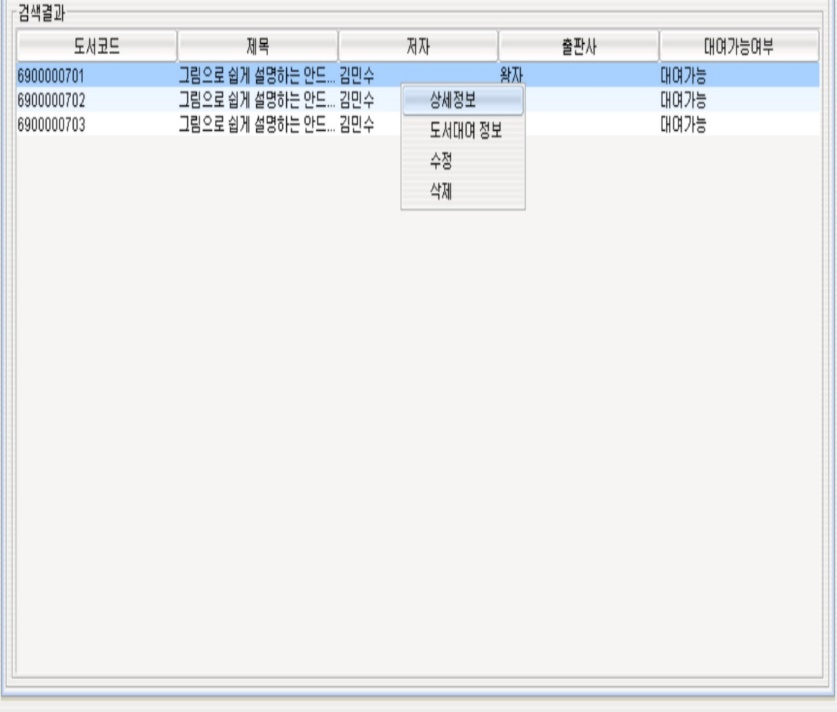 검색결과
도서코드 제목 저자 출판사 대여가능여부
6900000701 그림으로 쉽게 설명하는 안드... 김민수 왕자 대여가능
6900000702 그림으로 쉽게 설명하는 안드... 김민수 대여가능
6900000703 그림으로 쉽게 설명하는 안드... 김민수 대여가능
상세정보
도서대여 정보
수정
삭제